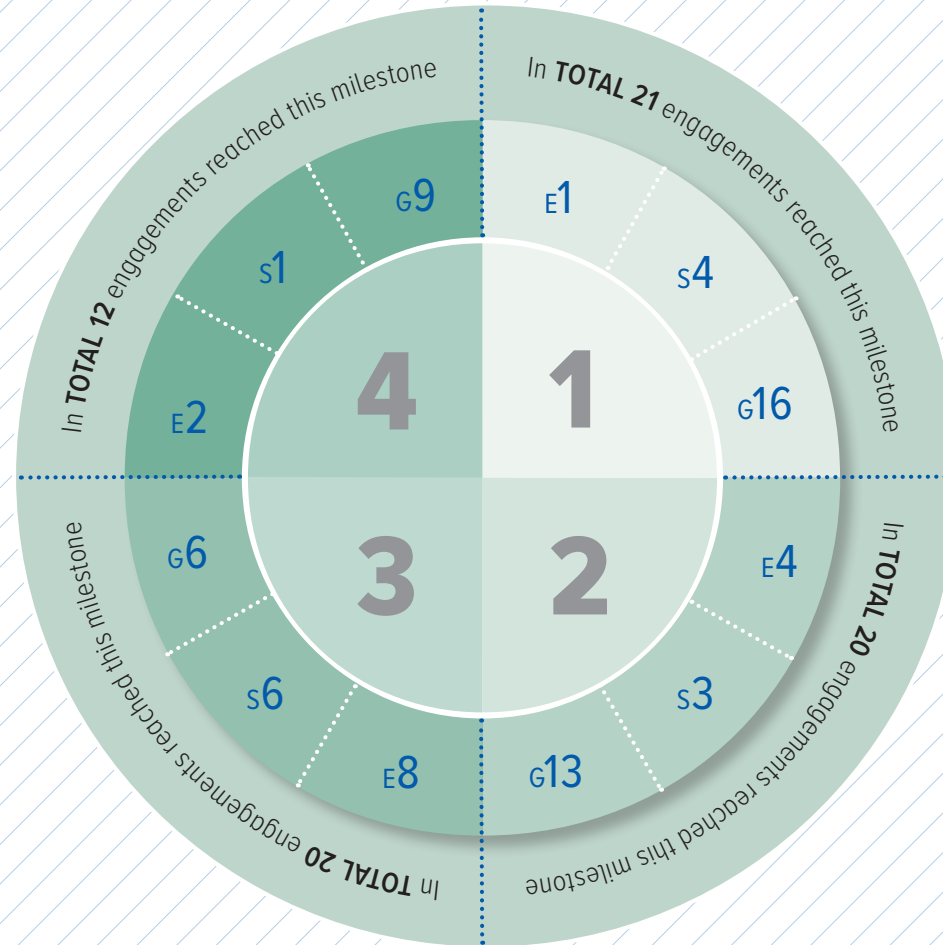 In TOTAL 21 engagements reached this milestone
E1
S4
G16
1
In TOTAL 20 engagements reached this milestone
E4
S3
G13
2
In TOTAL 20 engagements reached this milestone
E8
S6
G6
3
In TOTAL 12 engagements reached this milestone
E2
S1
G9
4